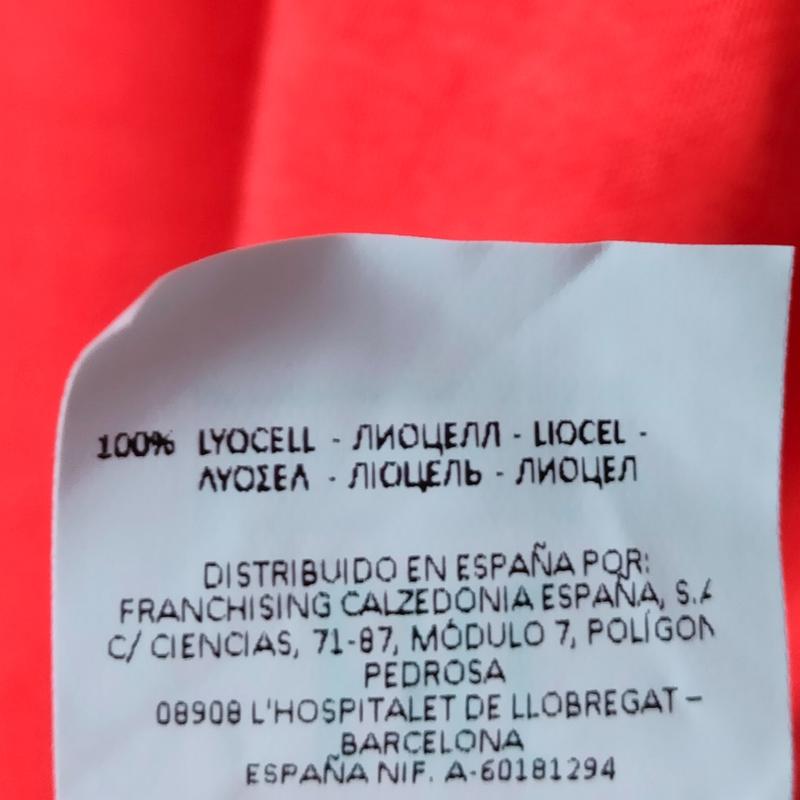 100% LYOCELL - ЛИОЦЕЛЛ - LIOCEL -
ΛΥΟΣΕΛ - ЛІОЦЕЛЬ - ЛИОЦЕЛ
DISTRIBUIDO EN ESPAÑA POR:
FRANCHISING CALZEDONIA ESPAÑA, S.A
C/ CIENCIAS, 71-87, MÓDULO 7, POLÍGON
PEDROSA
08908 L'HOSPITALET DE LLOBREGAT –
BARCELONA
ESPAÑA NIF. A-60181294